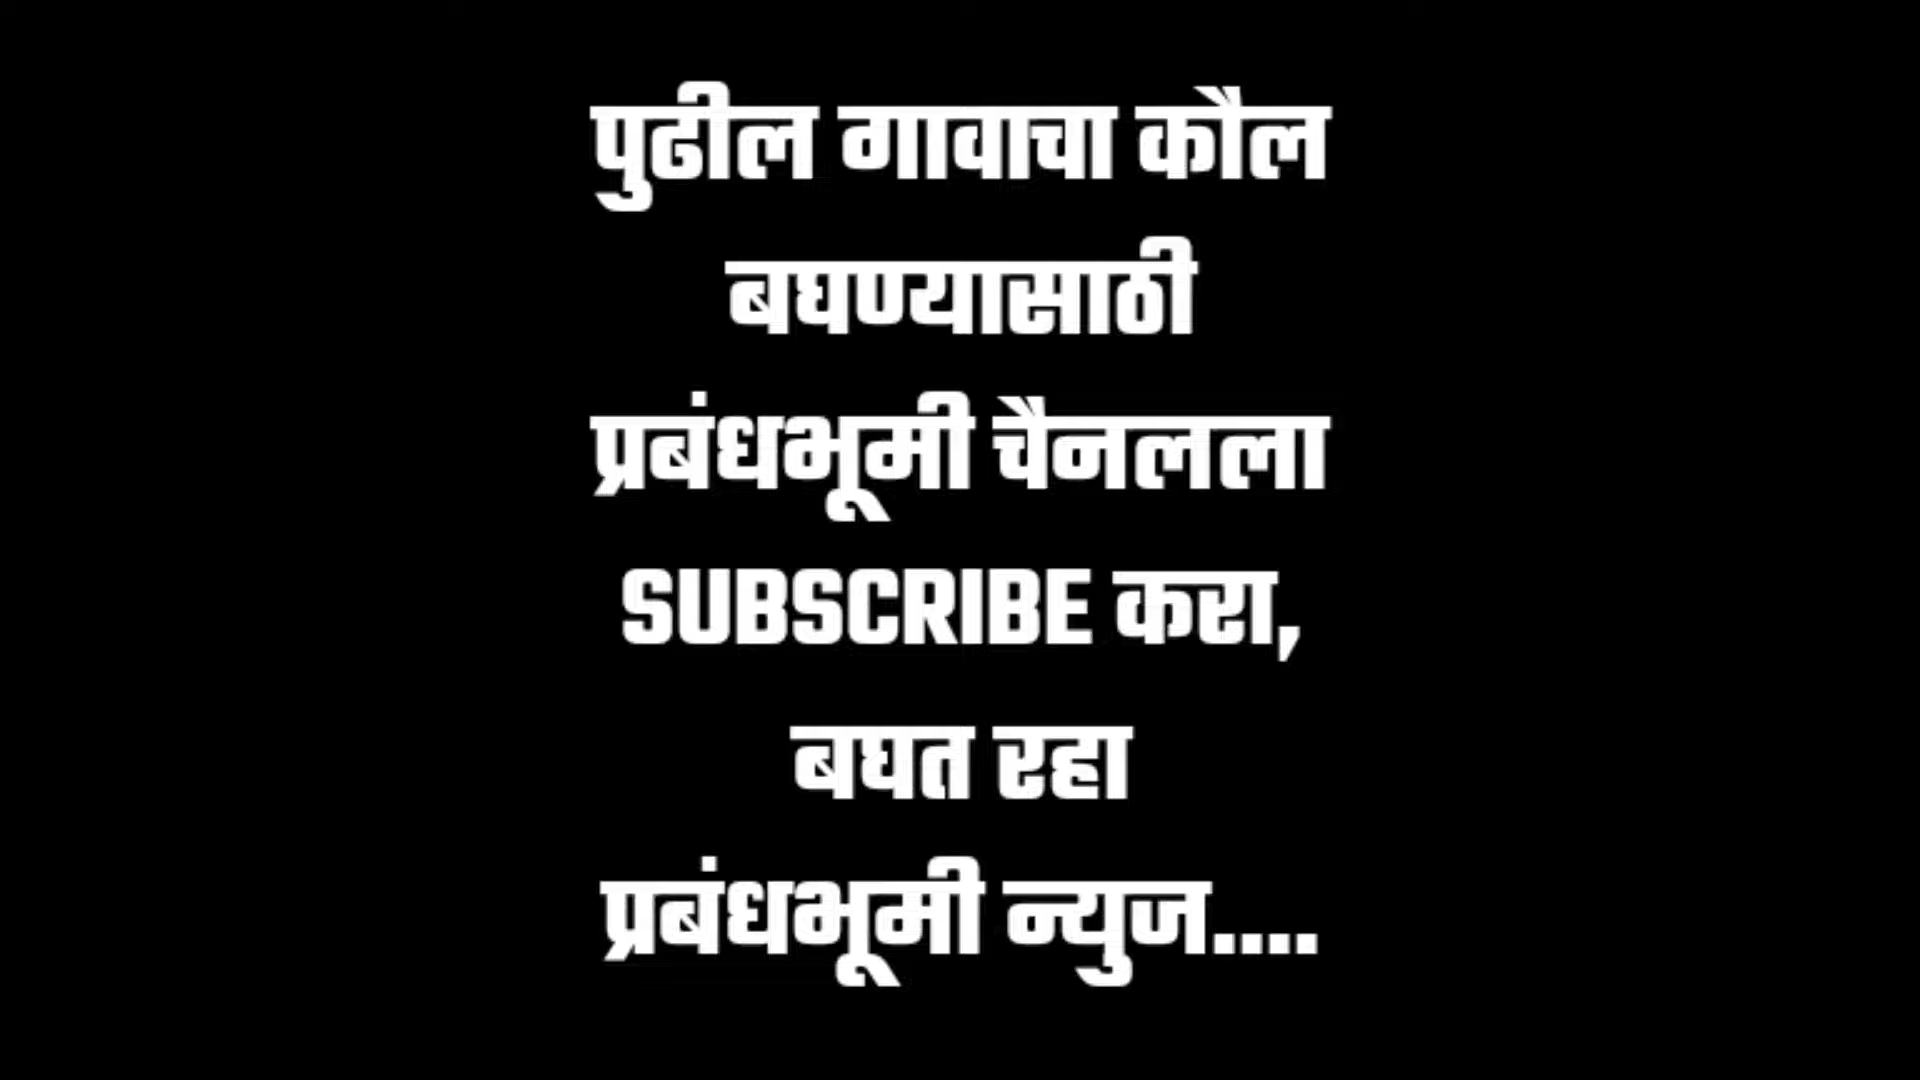 पुढील गावाचा कौल
बघण्यासाठी
प्रबंधभूमी चैनलला
SUBSCRIBE करा,
बघत रहा
प्रबंधभूमी न्युज....